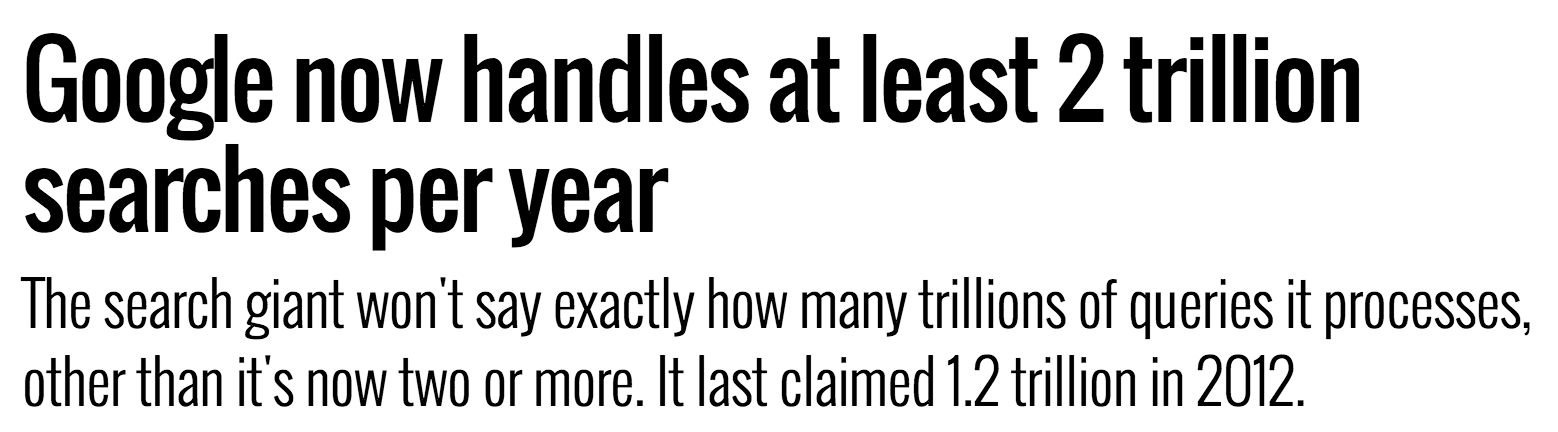 Google now handles at least 2 trillion
searches per year
The search giant won't say exactly how many trillions of queries it processes,
other than it's now two or more. It last claimed 1.2 trillion in 2012.